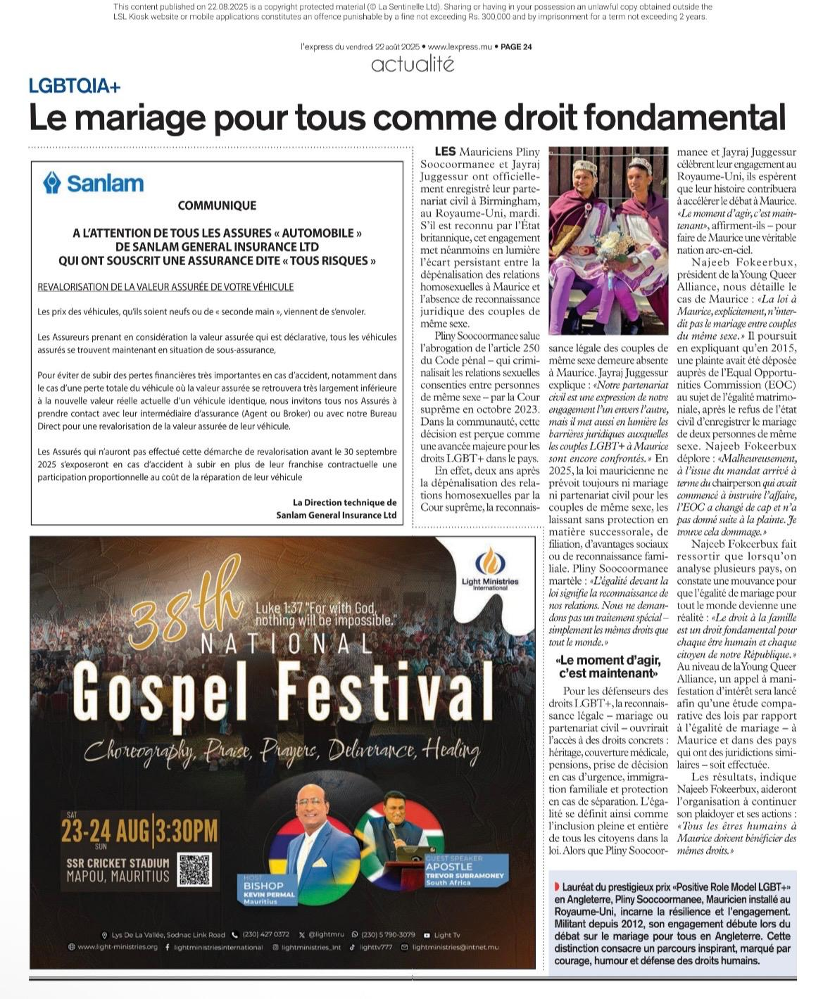 This content published on 22.08.2025 is a copyright protected material (© La Sentinelle Ltd). Sharing or having in your possession an unlawful copy obtained outside the
LSL Kiosk website or mobile applications constitutes an offence punishable by a fine not exceeding Rs. 300,000 and by imprisonment for a term not exceeding 2 years.
l'express du vendredi 22 août 2025 • www.lexpress.mu • PAGE 24
actualité
LGBTQIA+
Le mariage pour tous comme droit fondamental
Sanlam
COMMUNIQUE
A L'ATTENTION DE TOUS LES ASSURES « AUTOMOBILE »
DE SANLAM GENERAL INSURANCE LTD
QUI ONT SOUSCRIT UNE ASSURANCE DITE « TOUS RISQUES »
REVALORISATION DE LA VALEUR ASSURÉE DE VOTRE VÉHICULE
Les prix des véhicules, qu'ils soient neufs ou de « seconde main », viennent de s'envoler.
Les Assureurs prenant en considération la valeur assurée qui est déclarative, tous les véhicules
assurés se trouvent maintenant en situation de sous-assurance,
Pour éviter de subir des pertes financières très importantes en cas d'accident, notamment dans
le cas d'une perte totale du véhicule où la valeur assurée se retrouvera très largement inférieure
à la nouvelle valeur réelle actuelle d'un véhicule identique, nous invitons tous nos Assurés à
prendre contact avec leur intermédiaire d'assurance (Agent ou Broker) ou avec notre Bureau
Direct pour une revalorisation de la valeur assurée de leur véhicule.
Les Assurés qui n'auront pas effectué cette démarche de revalorisation avant le 30 septembre
2025 s'exposeront en cas d'accident à subir en plus de leur franchise contractuelle une
participation proportionnelle au coût de la réparation de leur véhicule
La Direction technique de
Sanlam General Insurance Ltd
LES Mauriciens Pliny
Soocoormanee et Jayraj
Juggessur ont officielle-
ment enregistré leur parte-
nariat civil à Birmingham,
au Royaume-Uni, mardi.
S'il est reconnu par l'État
britannique, cet engagement
met néanmoins en lumière
l'écart persistant entre la
dépénalisation des relations
homosexuelles à Maurice et
l'absence de reconnaissance
juridique des couples de
même sexe.
Pliny Soocoormanee salue
l'abrogation de l'article 250
du Code pénal – qui crimi-
nalisait les relations sexuelles
consenties entre personnes
de même sexe – par la Cour
suprême en octobre 2023.
Dans la communauté, cette
décision est perçue comme
une avancée majeure pour les
droits LGBT+ dans le pays.
En effet, deux ans après
la dépénalisation des rela-
tions homosexuelles par la
Cour suprême, la reconnais-
sance légale des couples de
même sexe demeure absente
à Maurice. Jayraj Juggessur
explique : «Notre partenariat
civil est une expression de notre
engagement l'un envers l'autre,
mais il met aussi en lumière les
barrières juridiques auxquelles
les couples LGBT+ à Maurice
sont encore confrontés.» En
2025, la loi mauricienne ne
prévoit toujours ni mariage
ni partenariat civil pour les
couples de même sexe, les
laissant sans protection en
matière successorale, de
filiation, d'avantages sociaux
ou de reconnaissance fami-
liale. Pliny Soocoormanee
martèle : «L'égalité devant la
loi signifie la reconnaissance de
nos relations. Nous ne deman-
dons pas un traitement spécial –
simplement les mêmes droits que
tout le monde.»
«Le moment d'agir,
c'est maintenant»
Pour les défenseurs des
droits LGBT+, la reconnais-
sance légale – mariage ou
partenariat civil – ouvrirait
l'accès à des droits concrets :
héritage, couverture médicale,
pensions, prise de décision
en cas d'urgence, immigra-
tion familiale et protection
en cas de séparation. L'éga-
lité se définit ainsi comme
l'inclusion pleine et entière
de tous les citoyens dans la
loi. Alors que Pliny Soocoor-
manee et Jayraj Juggessur
célèbrent leur engagement au
Royaume-Uni, ils espèrent
que leur histoire contribuera
à accélérer le débat à Maurice.
«Le moment d'agir, c'est main-
tenant», affirment-ils – pour
faire de Maurice une véritable
nation arc-en-ciel.
Najeeb Fokeerbux,
président de la Young Queer
Alliance, nous détaille le
cas de Maurice : «La loi à
Maurice, explicitement, n'inter-
dit pas le mariage entre couples
du même sexe.» Il poursuit
en expliquant qu'en 2015,
une plainte avait été déposée
auprès de l'Equal Opportu-
nities Commission (EOC)
au sujet de l'égalité matrimo-
niale, après le refus de l'état
civil d'enregistrer le mariage
de deux personnes de même
sexe. Najeeb Fokeerbux
déplore : «Malheureusement,
à l'issue du mandat arrivé à
terme du chairperson qui avait
commencé à instruire l'affaire,
l'EOC a changé de cap et n'a
pas donné suite à la plainte. Je
trouve cela dommage.»
Najeeb Fokeerbux fait
ressortir que lorsqu'on
analyse plusieurs pays, on
constate une mouvance pour
que l'égalité de mariage pour
tout le monde devienne une
réalité : «Le droit à la famille
est un droit fondamental pour
chaque être humain et chaque
citoyen de notre République.»
Au niveau de la Young Queer
Alliance, un appel à mani-
festation d'intérêt sera lancé
afin qu'une étude compa-
rative des lois par rapport
à l'égalité de mariage – à
Maurice et dans des pays
qui ont des juridictions simi-
laires – soit effectuée.
Les résultats, indique
Najeeb Fokeerbux, aideront
l'organisation à continuer
son plaidoyer et ses actions :
«Tous les êtres humains à
Maurice doivent bénéficier des
mêmes droits.»
Lauréat du prestigieux prix «Positive Role Model LGBT+»
en Angleterre, Pliny Soocoormanee, Mauricien installé au
Royaume-Uni, incarne la résilience et l'engagement.
Militant depuis 2012, son engagement débute lors du
débat sur le mariage pour tous en Angleterre. Cette
distinction consacre un parcours inspirant, marqué par
courage, humour et défense des droits humains.
Light Ministries
International
38th
Luke 1:37 "For with God,
nothing will be impossible."
NATIONAL
Gospel Festival
Choreography, Praise, Prayers, Deliverance, Healing
SAT
23-24 AUG|3:30PM
SUN
SSR CRICKET STADIUM
MAPOU, MAURITIUS
HOST
BISHOP
KEVIN PERMAL
Mauritius
GUEST SPEAKER
APOSTLE
TREVOR SUBRAMONEY
South Africa
Lys De La Vallée, Sodnac Link Road (230) 427 0372 @lightmru (230) 5 790-3079 Light Tv
www.light-ministries.org lightministriesinternational lightministries_Int lighttv777 lightministries@intnet.mu